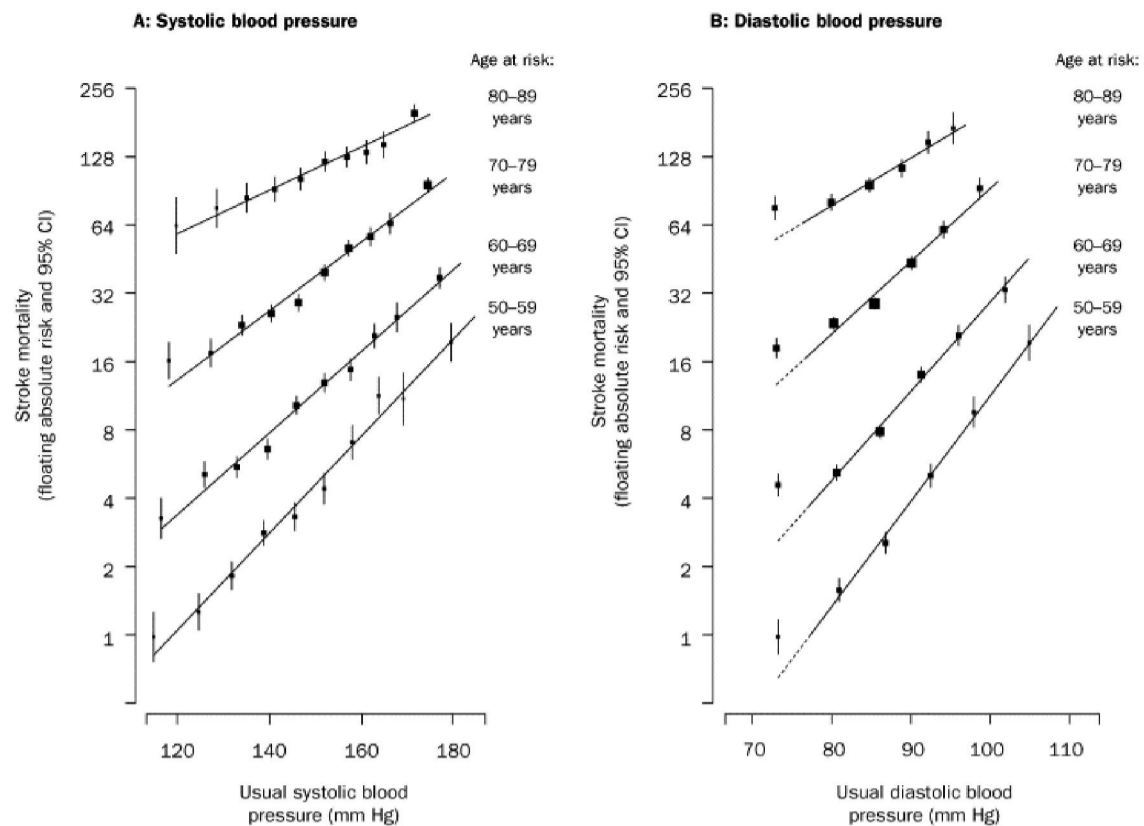 A: Systolic blood pressure
Age at risk:
256
128
64
32
16
8
4
2
1
80–89
years
70–79
years
60–69
years
50–59
years
Stroke mortality
(floating absolute risk and 95% CI)
120
140
160
180
Usual systolic blood
pressure (mm Hg)
B: Diastolic blood pressure
Age at risk:
256
128
64
32
16
8
4
2
1
80–89
years
70–79
years
60–69
years
50–59
years
Stroke mortality
(floating absolute risk and 95% CI)
70
80
90
100
110
Usual diastolic blood
pressure (mm Hg)